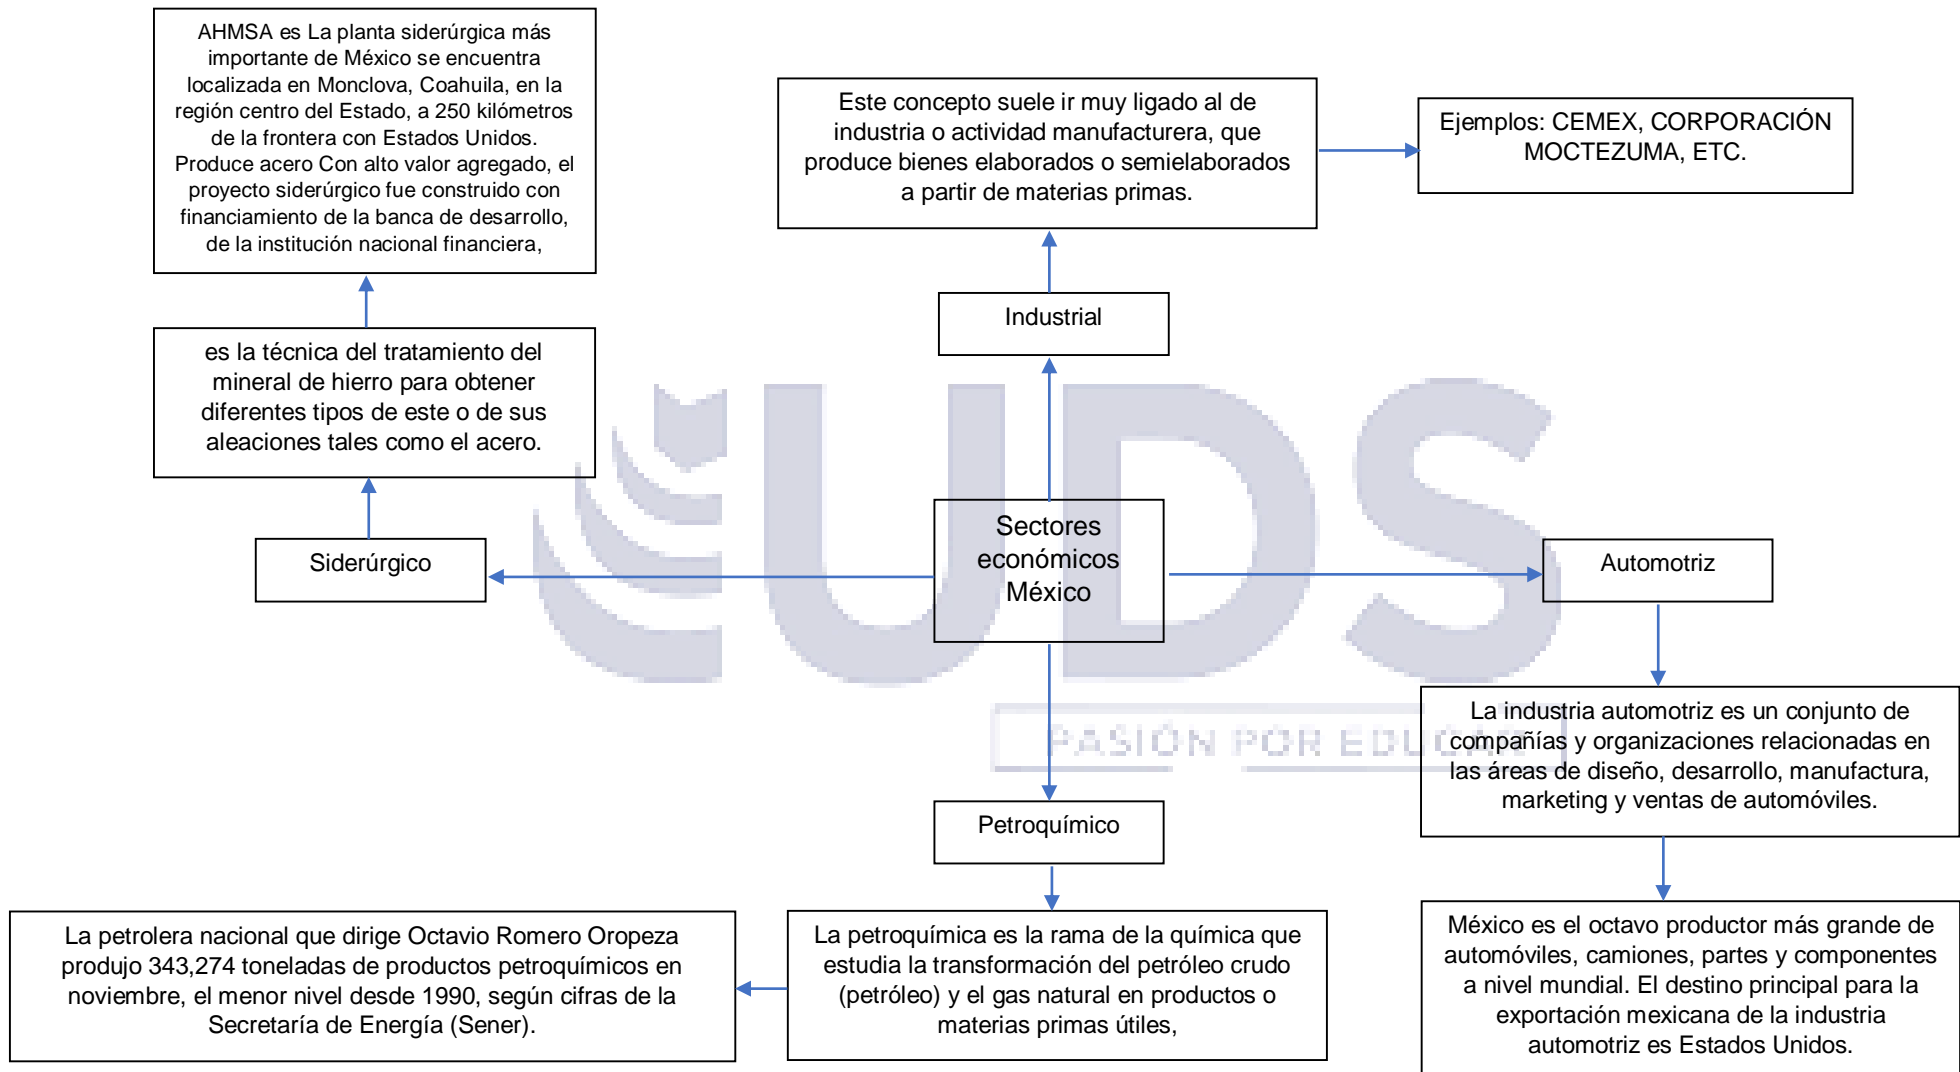 AHMSA es La planta siderúrgica más
importante de México se encuentra
localizada en Monclova, Coahuila, en la
región centro del Estado, a 250 kilómetros
de la frontera con Estados Unidos.
Produce acero Con alto valor agregado, el
proyecto siderúrgico fue construido con
financiamiento de la banca de desarrollo,
de la institución nacional financiera,
Este concepto suele ir muy ligado al de
industria o actividad manufacturera, que
produce bienes elaborados o semielaborados
a partir de materias primas.
Ejemplos: CEMEX, CORPORACIÓN
MOCTEZUMA, ETC.
Industrial
es la técnica del tratamiento del
mineral de hierro para obtener
diferentes tipos de este o de sus
aleaciones tales como el acero.
UDS
Sectores
económicos
México
Siderúrgico
Automotriz
PASIÓN POR EDUCAR
La industria automotriz es un conjunto de
compañías y organizaciones relacionadas en
las áreas de diseño, desarrollo, manufactura,
marketing y ventas de automóviles.
Petroquímico
La petrolera nacional que dirige Octavio Romero Oropeza
produjo 343,274 toneladas de productos petroquímicos en
noviembre, el menor nivel desde 1990, según cifras de la
Secretaría de Energía (Sener).
La petroquímica es la rama de la química que
estudia la transformación del petróleo crudo
(petróleo) y el gas natural en productos o
materias primas útiles,
México es el octavo productor más grande de
automóviles, camiones, partes y componentes
a nivel mundial. El destino principal para la
exportación mexicana de la industria
automotriz es Estados Unidos.